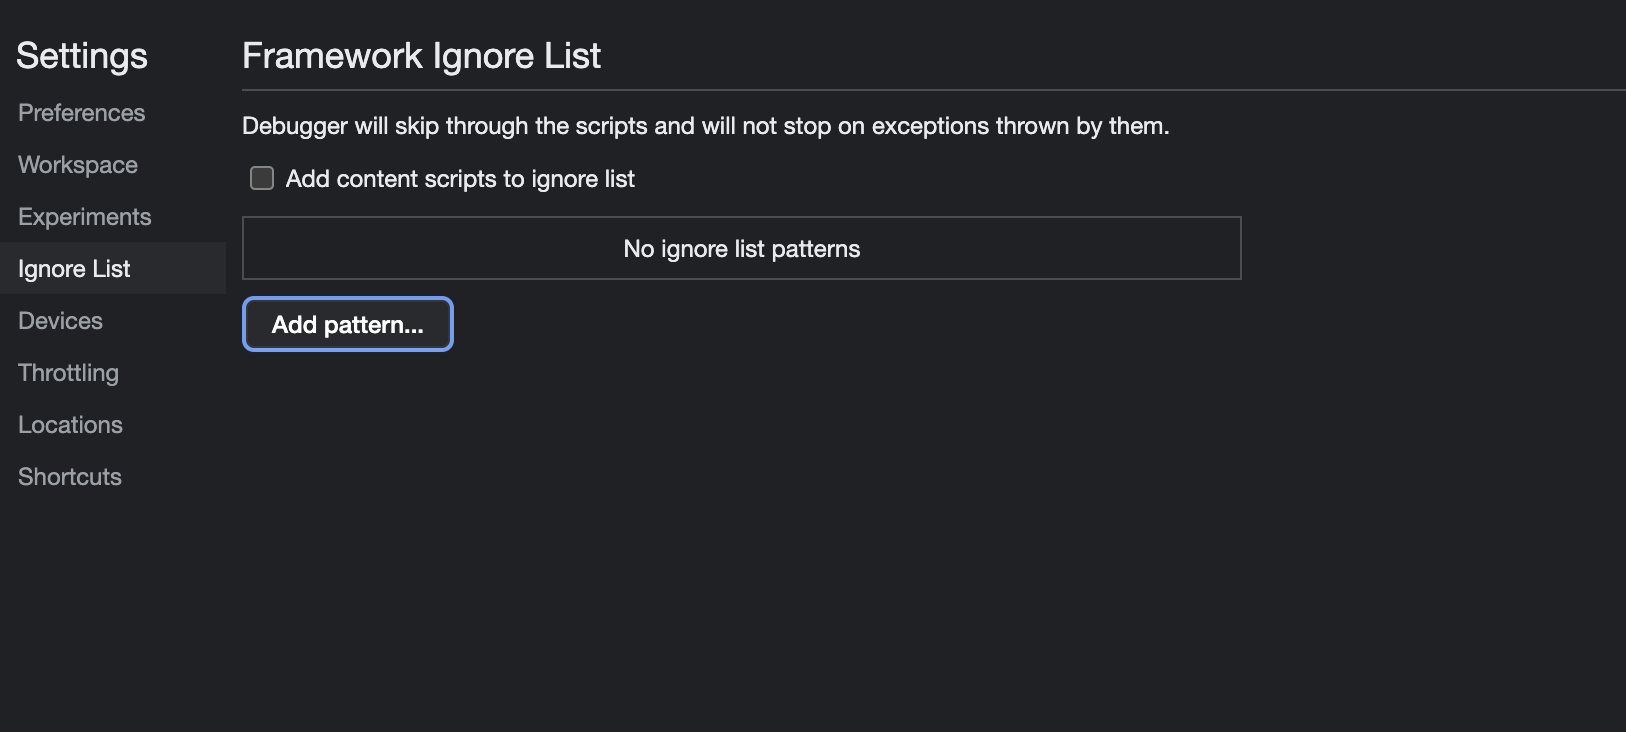 Settings
Preferences
Workspace
Experiments
Ignore List
Devices
Throttling
Locations
Shortcuts
Framework Ignore List
Debugger will skip through the scripts and will not stop on exceptions thrown by them.
Add content scripts to ignore list
No ignore list patterns
Add pattern...